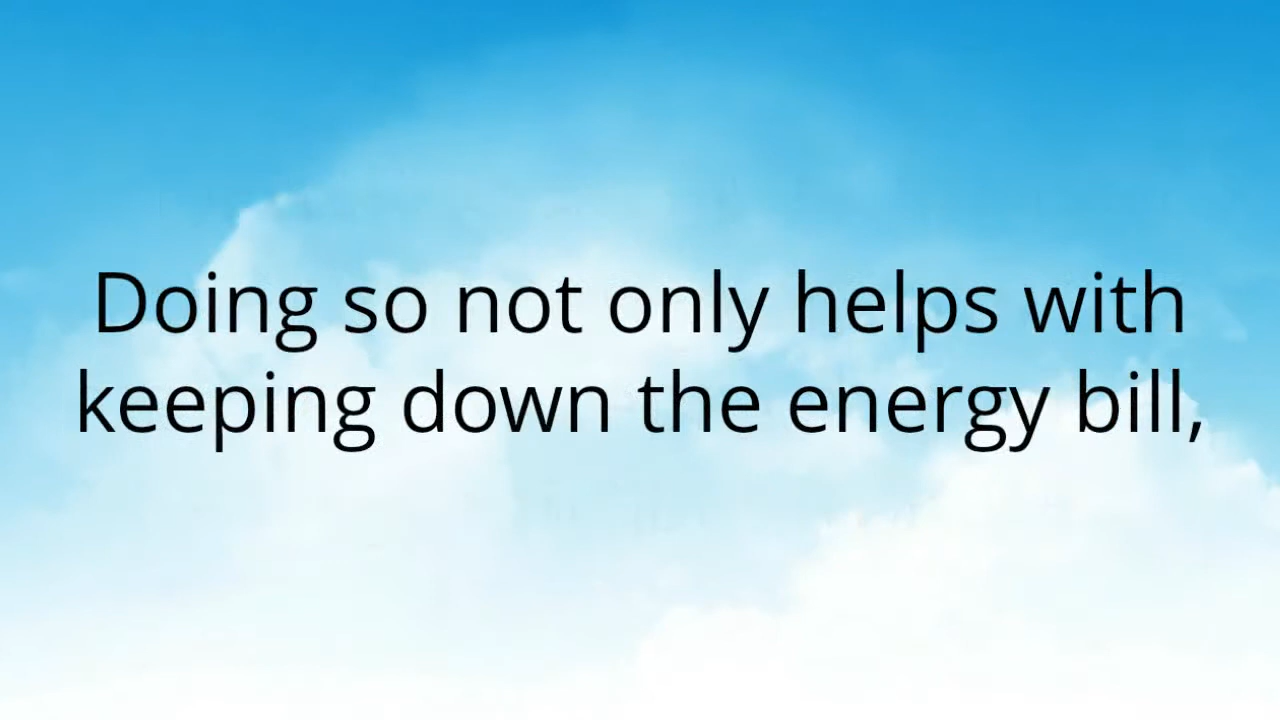 Doing so not only helps with
keeping down the energy bill,